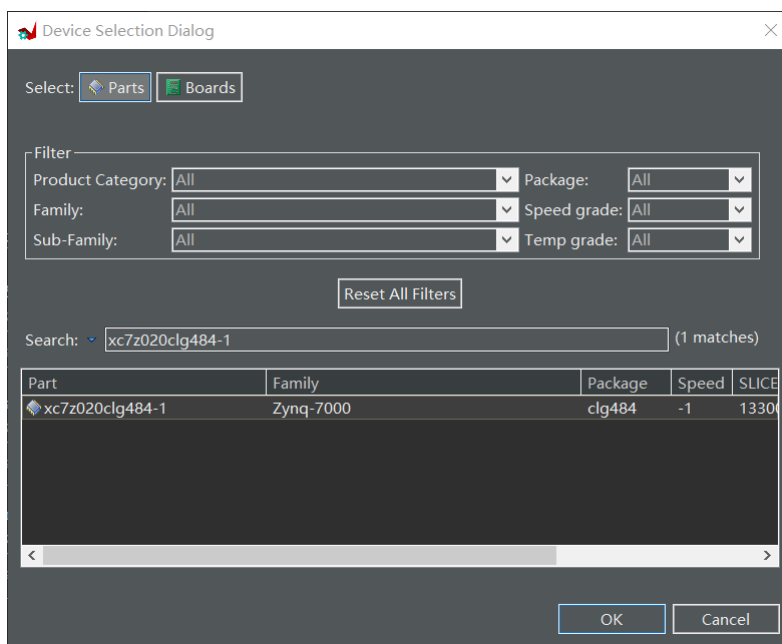 Device Selection Dialog
Select: Parts Boards
Filter
Product Category: All Package: All
Family: All Speed grade: All
Sub-Family: All Temp grade: All
Reset All Filters
Search: xc7z020clg484-1 (1 matches)
Part Family Package Speed SLICE
xc7z020clg484-1 Zynq-7000 clg484 -1 1330
OK Cancel